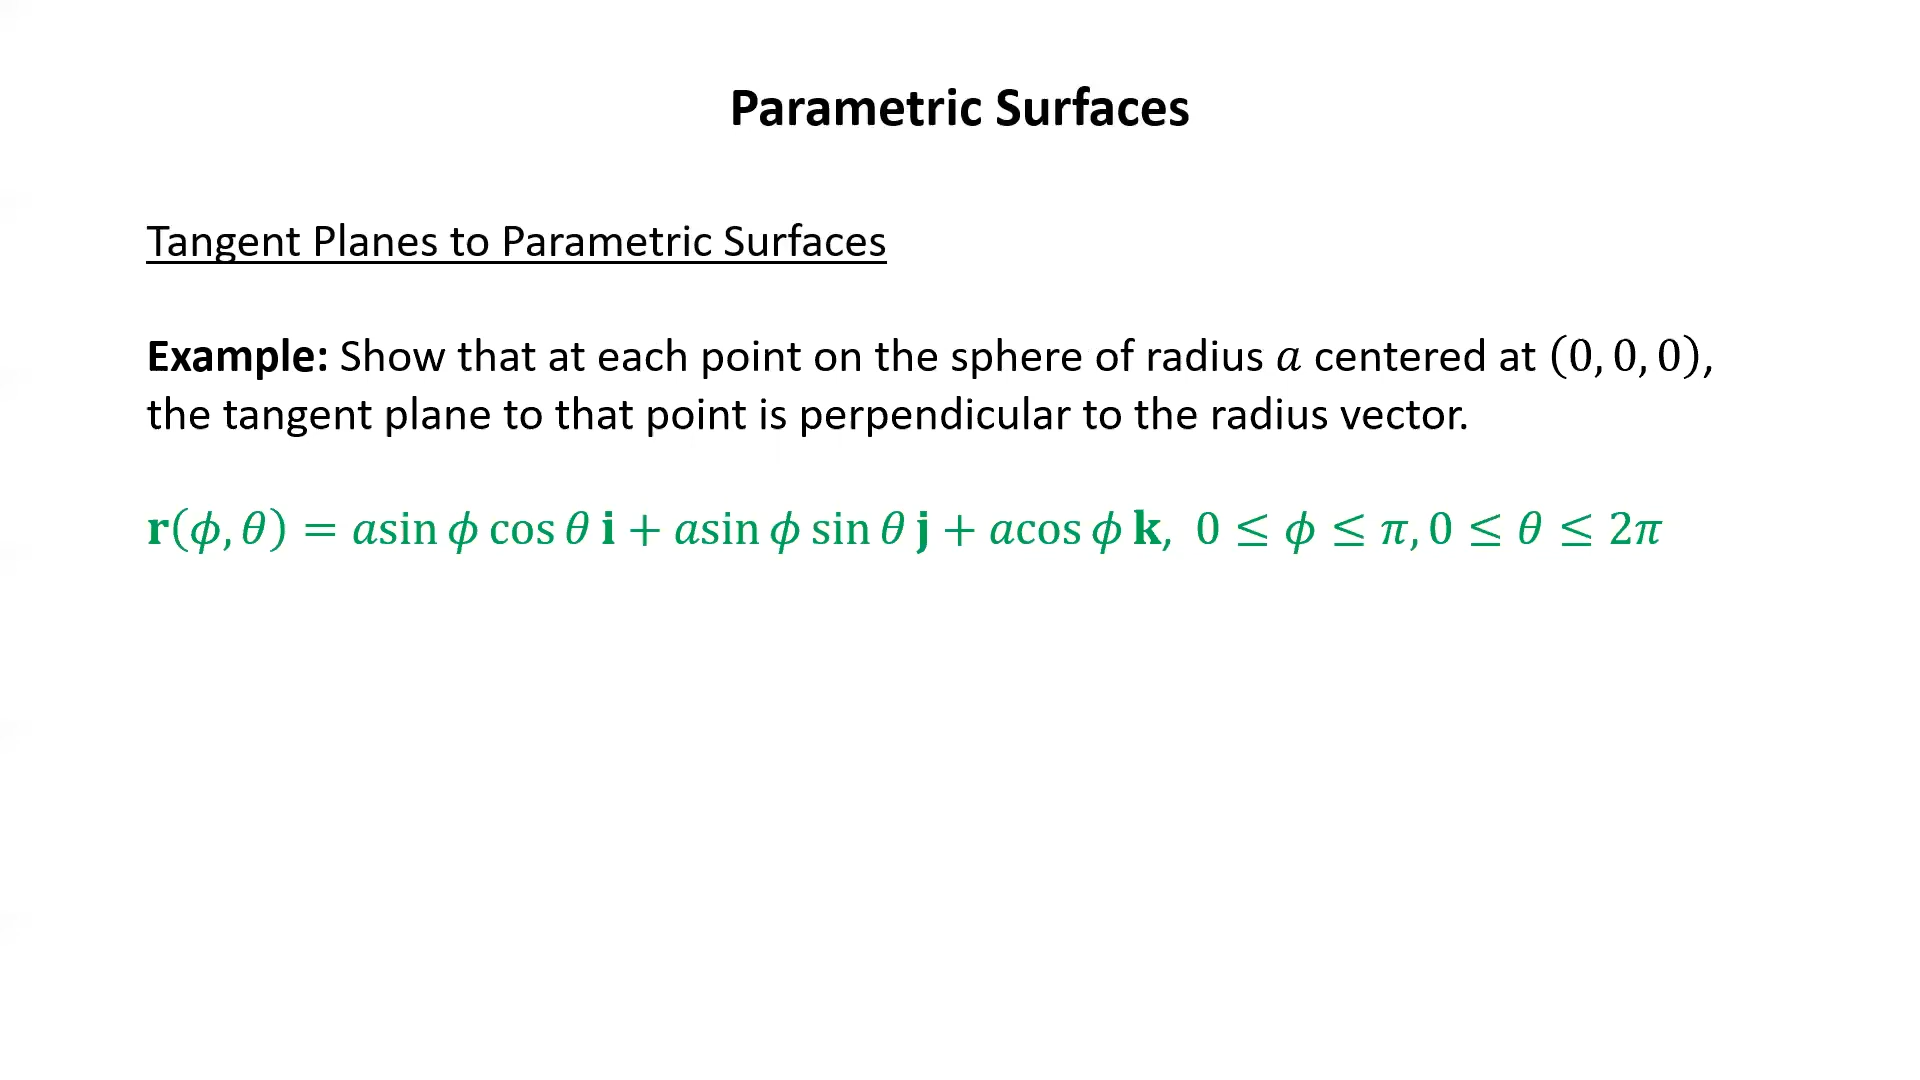 Parametric Surfaces
Tangent Planes to Parametric Surfaces
Example: Show that at each point on the sphere of radius 𝑎 centered at (0, 0, 0),
the tangent plane to that point is perpendicular to the radius vector.
𝐫(𝜙, 𝜃) = 𝑎sin 𝜙 cos 𝜃 𝐢 + 𝑎sin 𝜙 sin 𝜃 𝐣 + 𝑎cos 𝜙 𝐤, 0 ≤ 𝜙 ≤ 𝜋, 0 ≤ 𝜃 ≤ 2𝜋